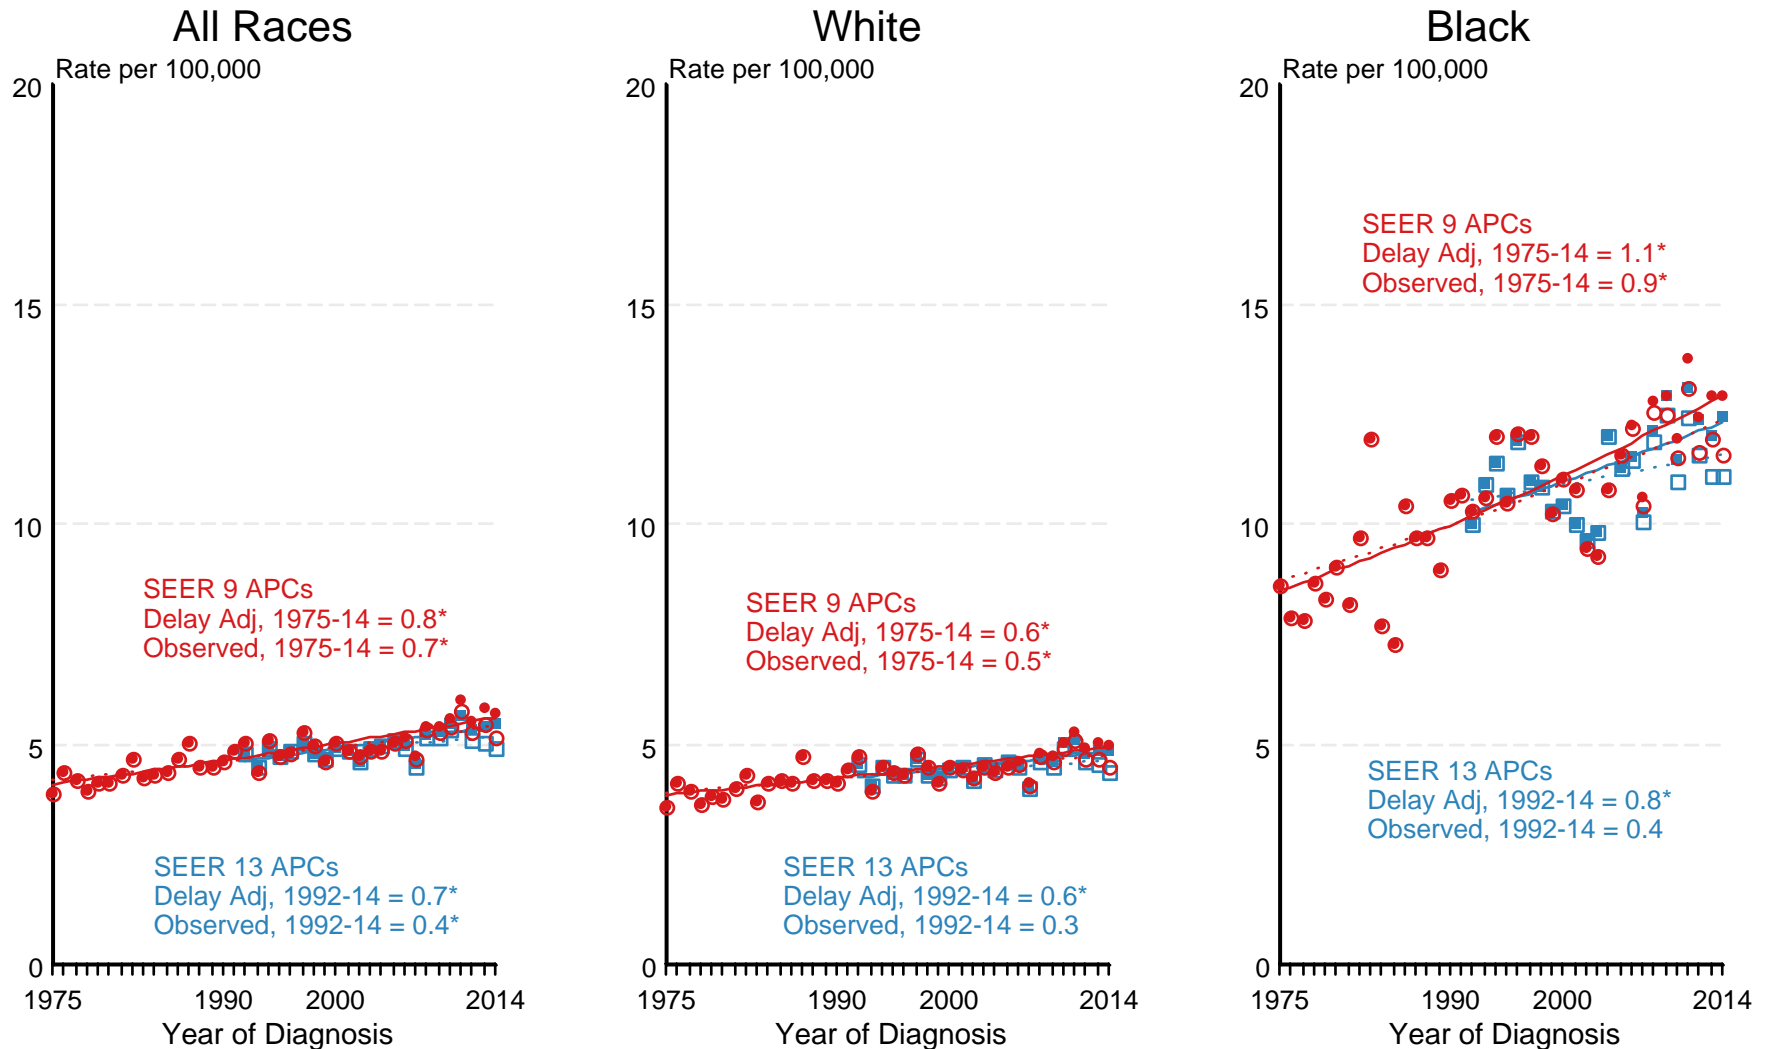 All Races
Rate per 100,000
20
15
10
5
0
SEER 9 APCs
Delay Adj, 1975-14 = 0.8*
Observed, 1975-14 = 0.7*
SEER 13 APCs
Delay Adj, 1992-14 = 0.7*
Observed, 1992-14 = 0.4*
1975 1990 2000 2014
Year of Diagnosis
White
Rate per 100,000
20
15
10
5
0
SEER 9 APCs
Delay Adj, 1975-14 = 0.6*
Observed, 1975-14 = 0.5*
SEER 13 APCs
Delay Adj, 1992-14 = 0.6*
Observed, 1992-14 = 0.3
1975 1990 2000 2014
Year of Diagnosis
Black
Rate per 100,000
20
15
10
5
0
SEER 9 APCs
Delay Adj, 1975-14 = 1.1*
Observed, 1975-14 = 0.9*
SEER 13 APCs
Delay Adj, 1992-14 = 0.8*
Observed, 1992-14 = 0.4
1975 1990 2000 2014
Year of Diagnosis